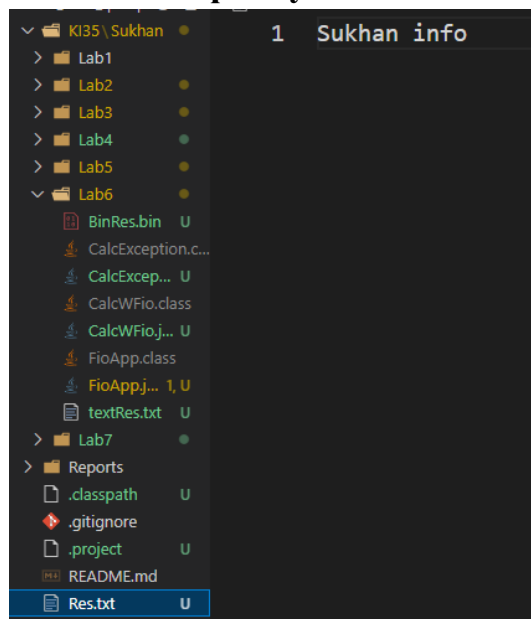 KI35\Sukhan
Lab1
Lab2
Lab3
Lab4
Lab5
Lab6
BinRes.bin U
CalcException.c...
CalcExcep... U
CalcWFio.class
CalcWFio.j... U
FioApp.class
FioApp.j... 1, U
textRes.txt U
Lab7
Reports
.classpath U
.gitignore
.project U
README.md
Res.txt U
1 Sukhan info